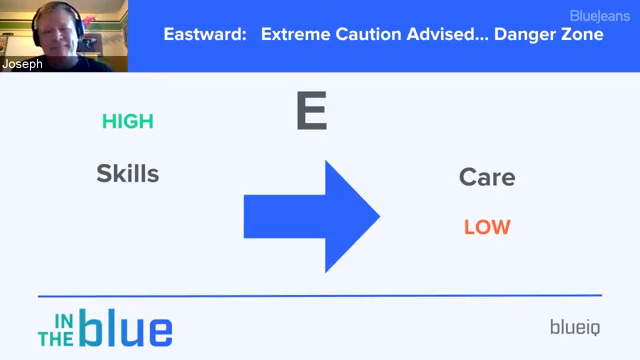 BlueJeans
Eastward: Extreme Caution Advised... Danger Zone
Joseph
E
HIGH
Skills
Care
LOW
IN
THE blue
blueiq